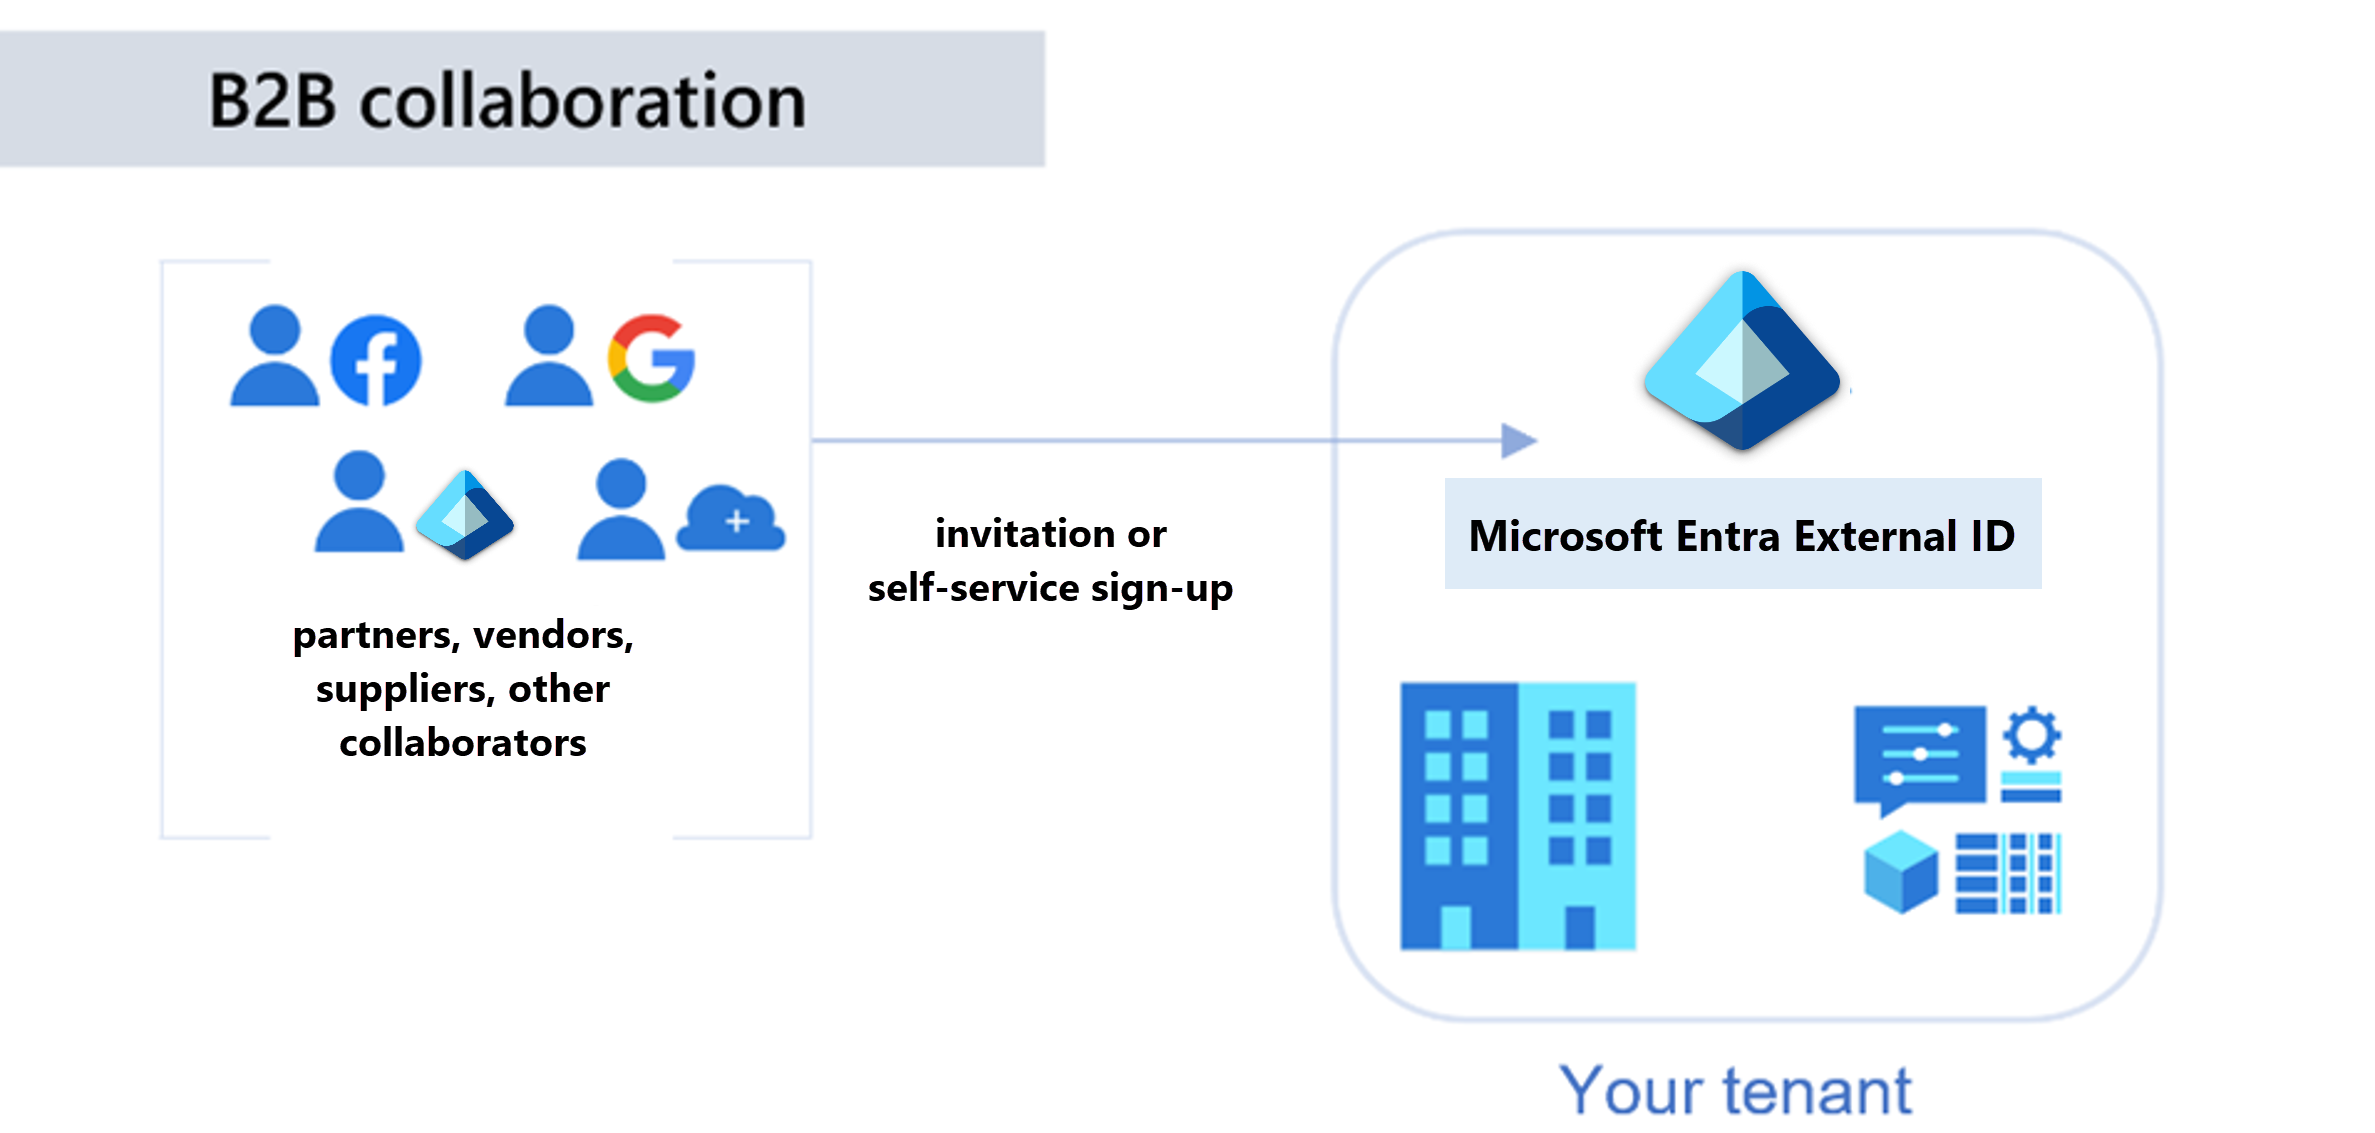 B2B collaboration
partners, vendors,
suppliers, other
collaborators
invitation or
self-service sign-up
Microsoft Entra External ID
Your tenant